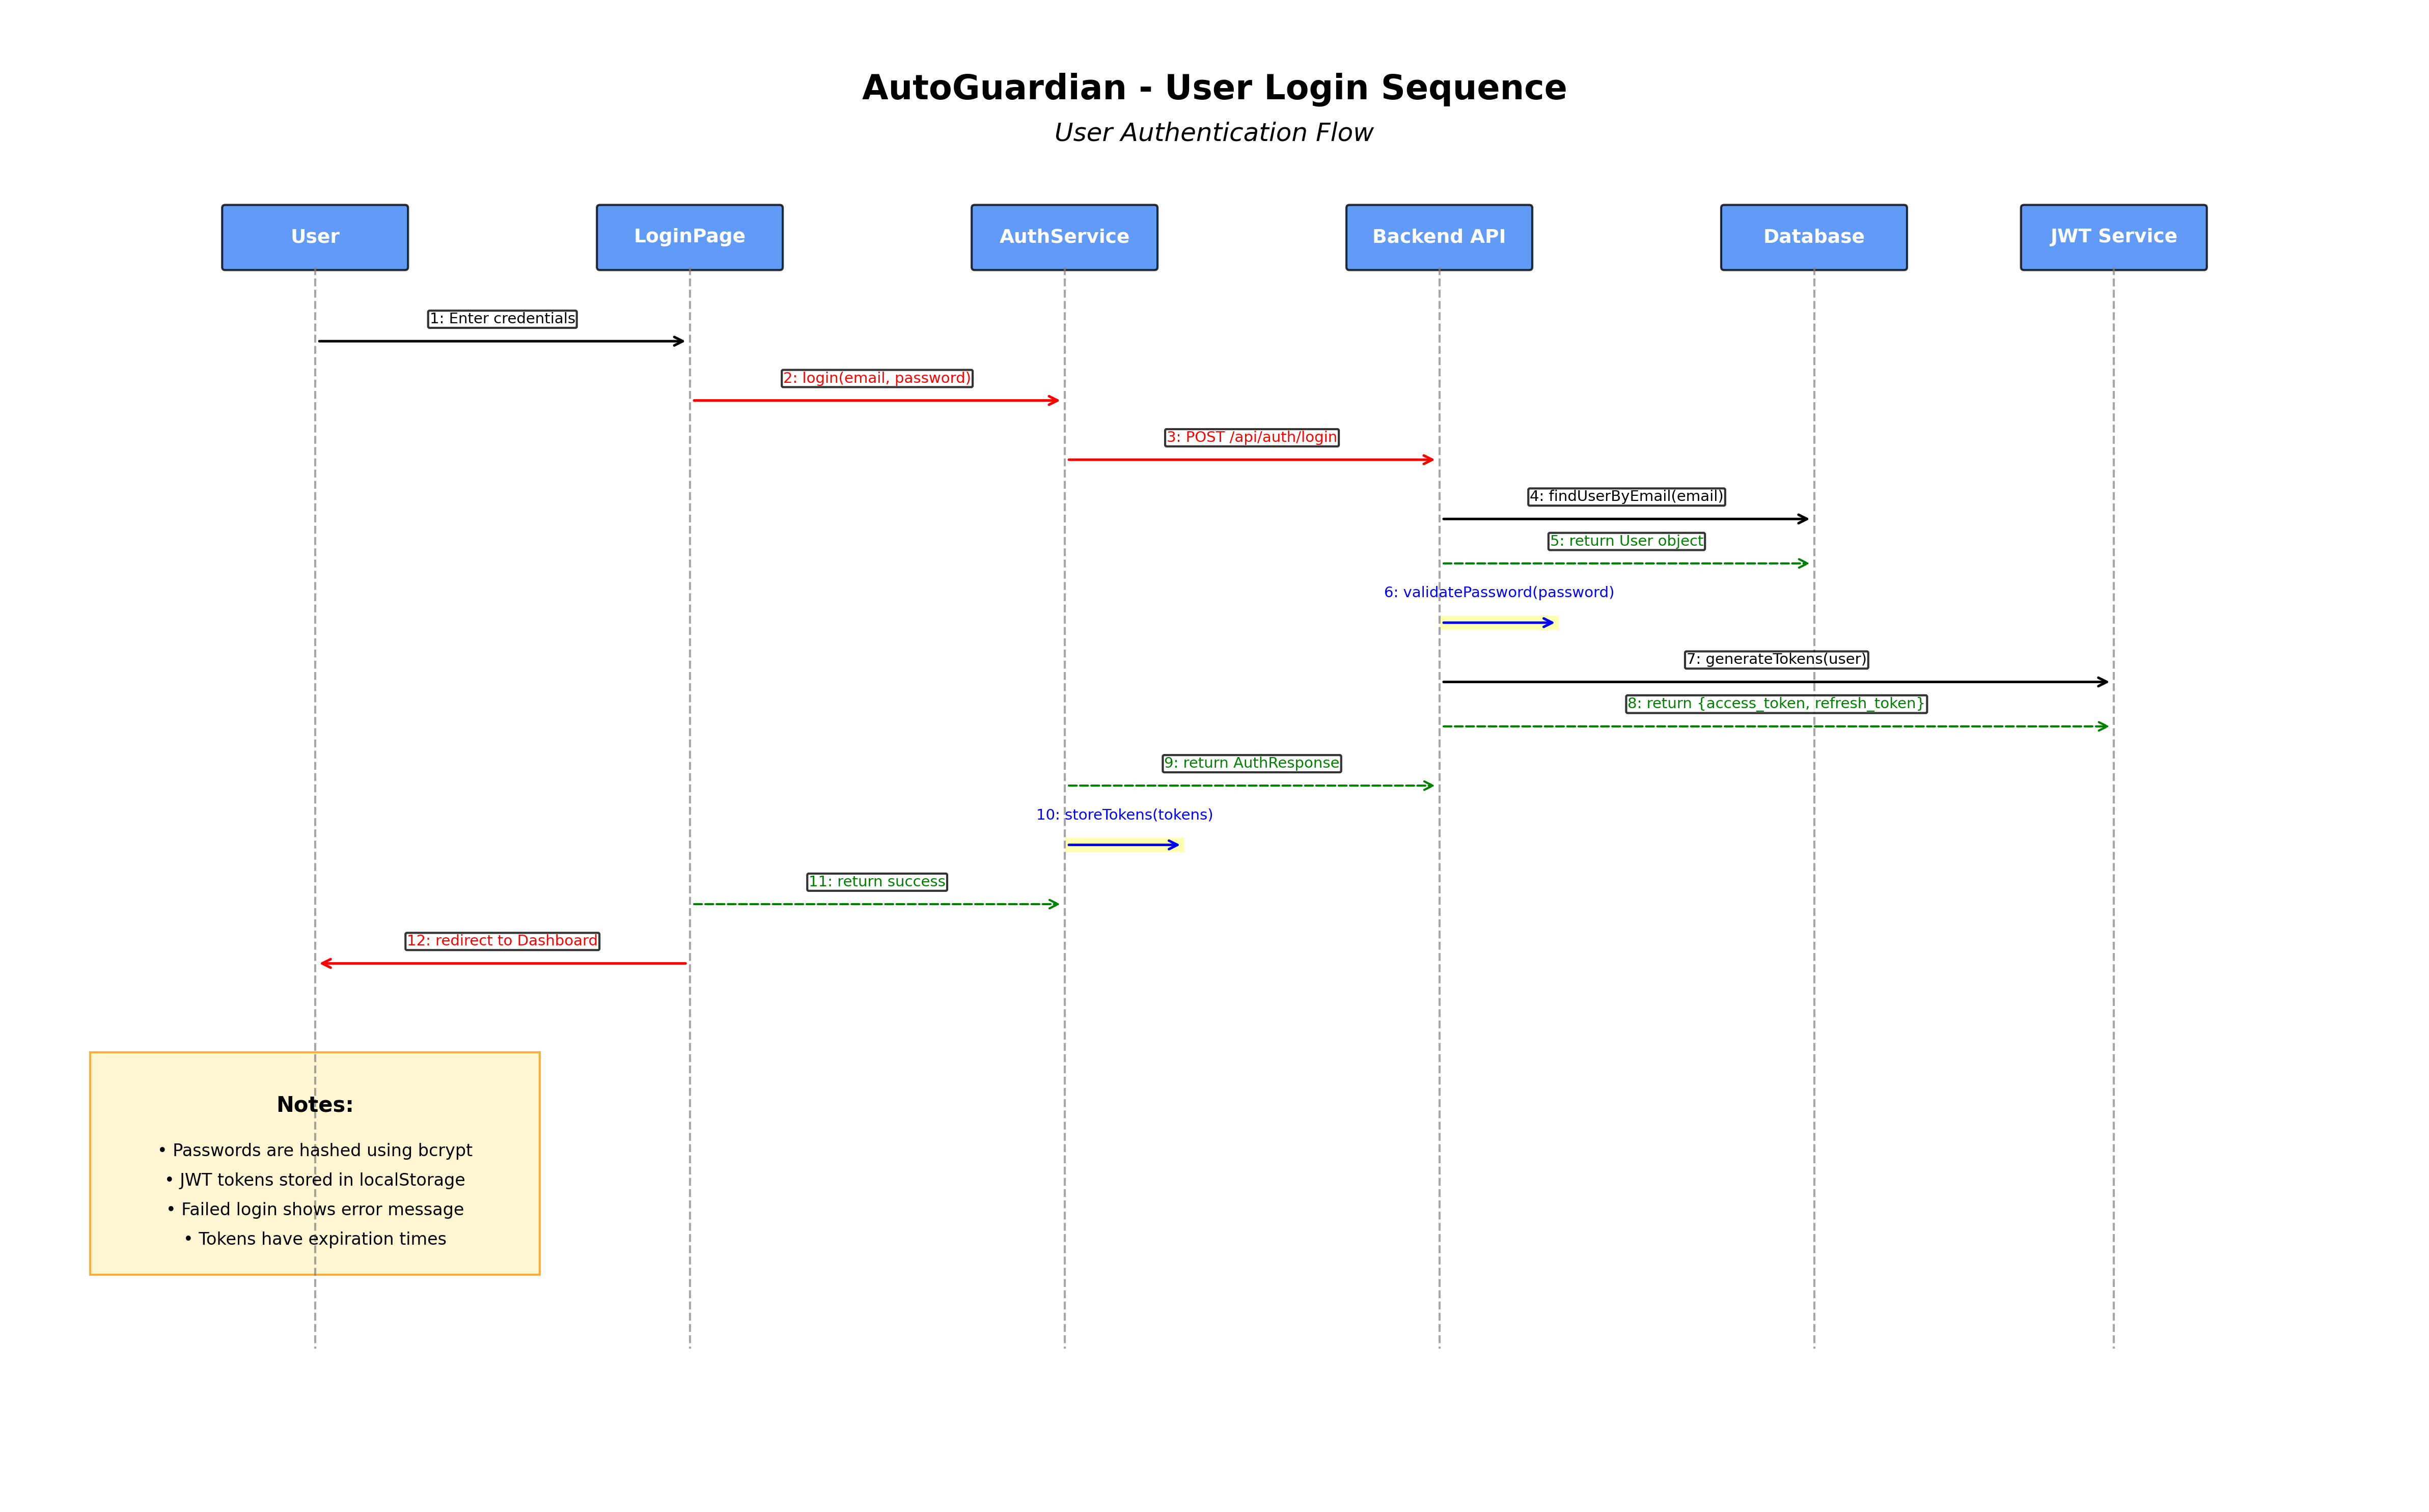 AutoGuardian - User Login Sequence
User Authentication Flow
User
LoginPage
AuthService
Backend API
Database
JWT Service
1: Enter credentials
2: login(email, password)
3: POST /api/auth/login
4: findUserByEmail(email)
5: return User object
6: validatePassword(password)
7: generateTokens(user)
8: return {access_token, refresh_token}
9: return AuthResponse
10: storeTokens(tokens)
11: return success
12: redirect to Dashboard
Notes:
• Passwords are hashed using bcrypt
• JWT tokens stored in localStorage
• Failed login shows error message
• Tokens have expiration times